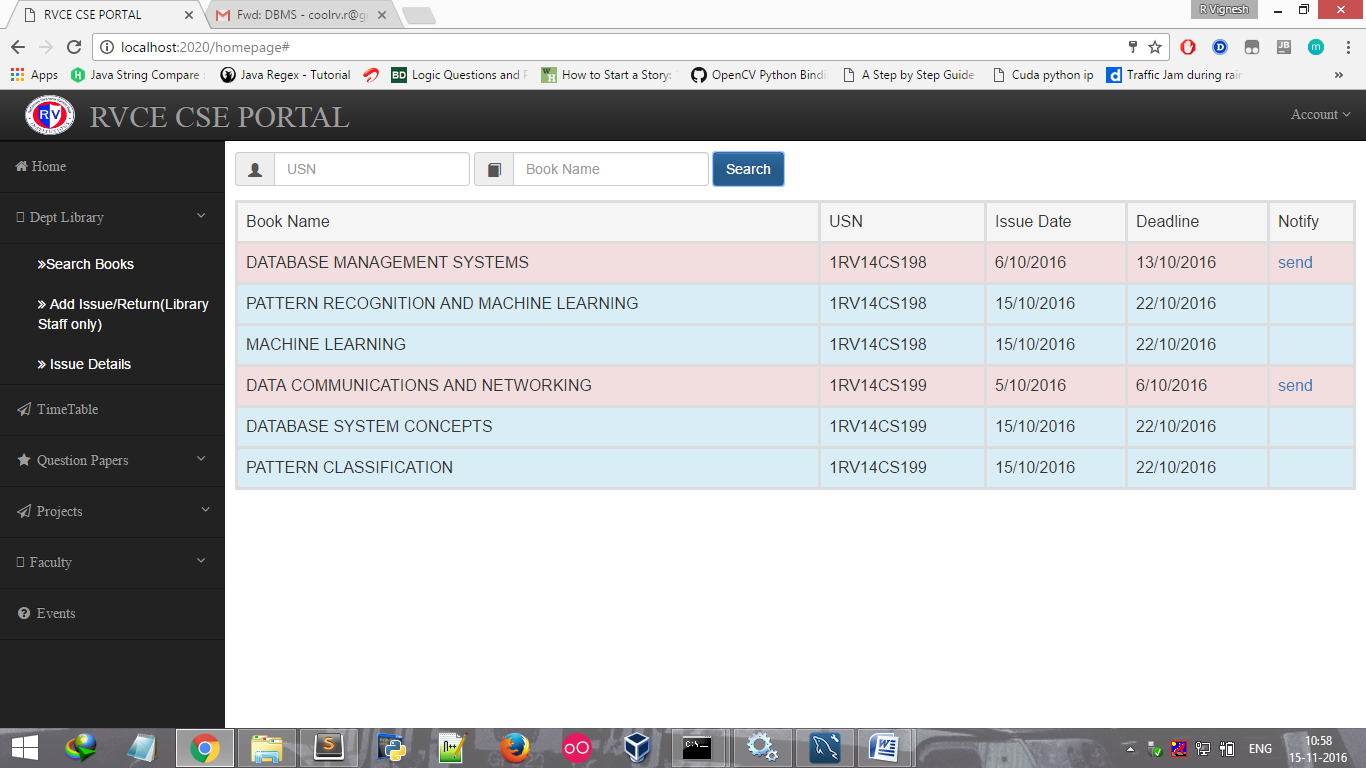 RVCE CSE PORTAL
Fwd: DBMS - coolrv.r@g
R Vignesh
localhost:2020/homepage#
Apps
Java String Compare
Java Regex - Tutorial
BD
Logic Questions and
How to Start a Story:
OpenCV Python Bindi
A Step by Step Guide
Cuda python ip
Traffic Jam during rain
RV
RVCE CSE PORTAL
Account
Home
Dept Library
»Search Books
» Add Issue/Return(Library
Staff only)
» Issue Details
TimeTable
Question Papers
Projects
Faculty
Events
USN
Book Name
Search
Book Name USN Issue Date Deadline Notify
DATABASE MANAGEMENT SYSTEMS 1RV14CS198 6/10/2016 13/10/2016 send
PATTERN RECOGNITION AND MACHINE LEARNING 1RV14CS198 15/10/2016 22/10/2016
MACHINE LEARNING 1RV14CS198 15/10/2016 22/10/2016
DATA COMMUNICATIONS AND NETWORKING 1RV14CS199 5/10/2016 6/10/2016 send
DATABASE SYSTEM CONCEPTS 1RV14CS199 15/10/2016 22/10/2016
PATTERN CLASSIFICATION 1RV14CS199 15/10/2016 22/10/2016
ENG
10:58
15-11-2016